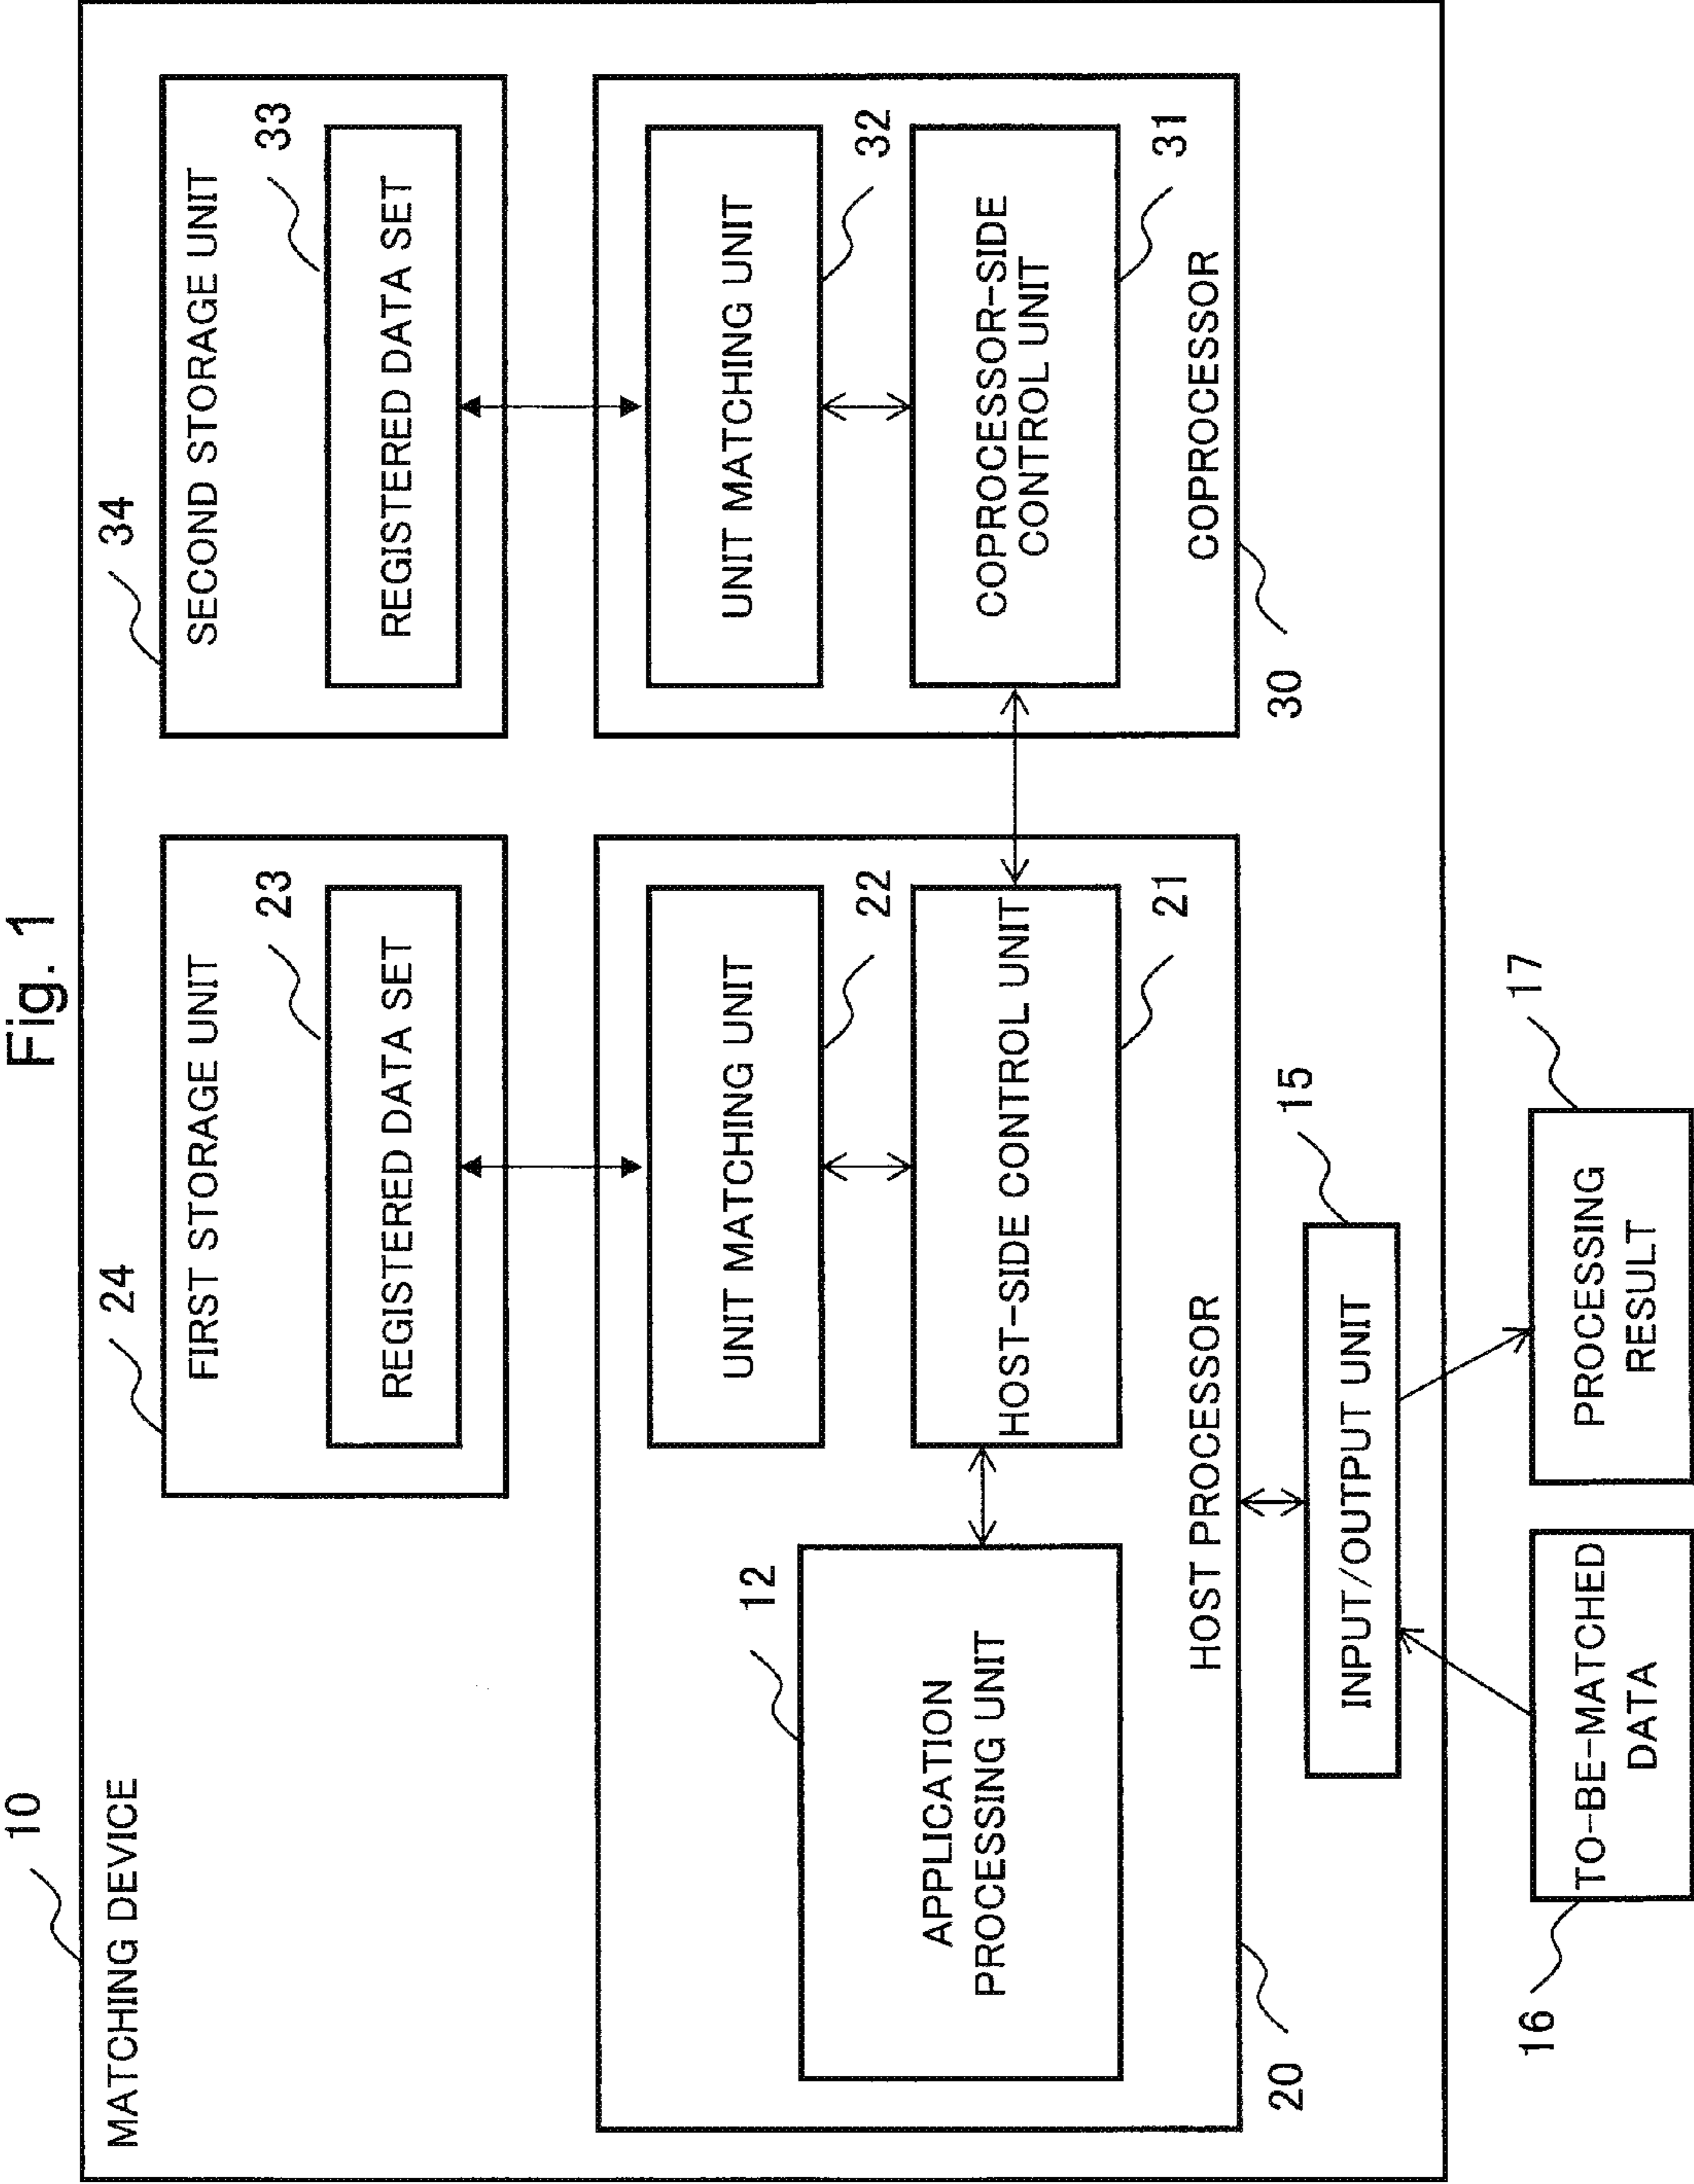 Fig. 1
10
MATCHING DEVICE
24
FIRST STORAGE UNIT
23
REGISTERED DATA SET
34
SECOND STORAGE UNIT
33
REGISTERED DATA SET
12
APPLICATION
PROCESSING UNIT
UNIT MATCHING UNIT
22
HOST-SIDE CONTROL UNIT
21
HOST PROCESSOR
20
UNIT MATCHING UNIT
32
COPROCESSOR-SIDE
CONTROL UNIT
31
COPROCESSOR
30
15
INPUT/OUTPUT UNIT
16
TO-BE-MATCHED
DATA
17
PROCESSING
RESULT